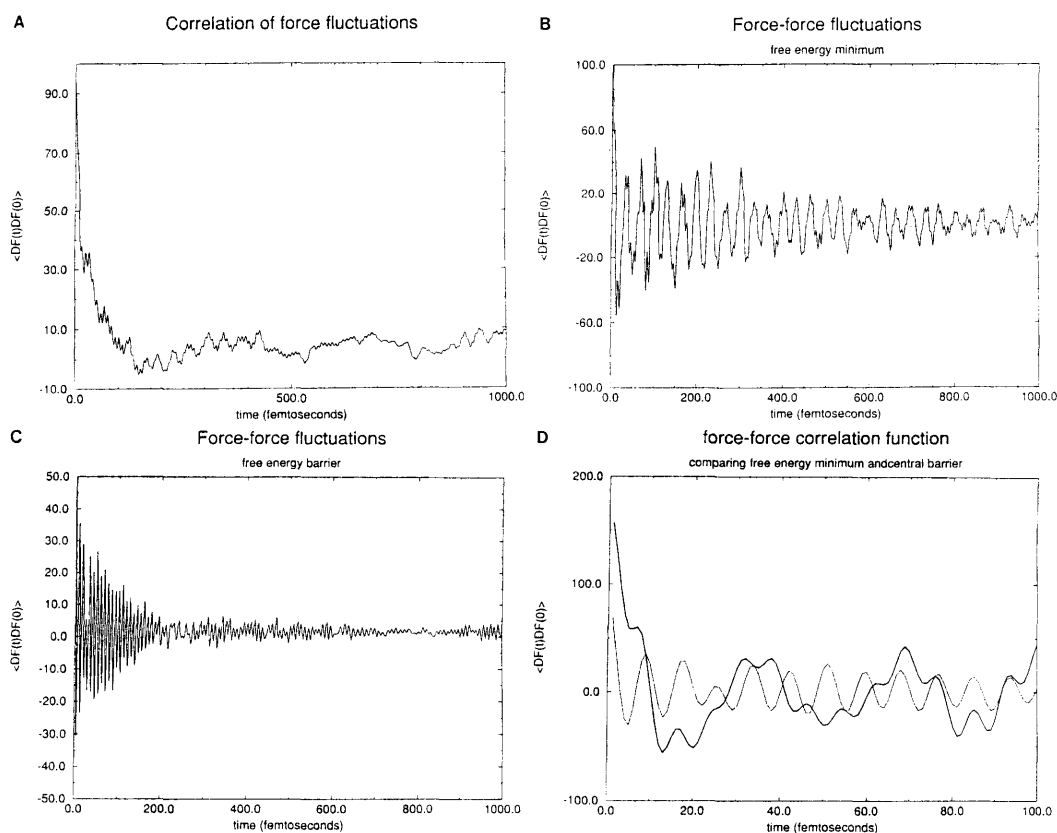 A
Correlation of force fluctuations
90.0
70.0
50.0
30.0
10.0
-10.0
<DF(t)DF(0)>
0.0 500.0 1000.0
time (femtoseconds)
B
Force-force fluctuations
free energy minimum
100.0
60.0
20.0
-20.0
-60.0
-100.0
<DF(t)DF(0)>
0.0 200.0 400.0 600.0 800.0 1000.0
time (femtoseconds)
C
Force-force fluctuations
free energy barrier
50.0
40.0
30.0
20.0
10.0
0.0
-10.0
-20.0
-30.0
-40.0
-50.0
<DF(t)DF(0)>
0.0 200.0 400.0 600.0 800.0 1000.0
time (femtoseconds)
D
force-force correlation function
comparing free energy minimum andcentral barrier
200.0
100.0
0.0
-100.0
<DF(t)DF(0)>
0.0 20.0 40.0 60.0 80.0 100.0
time (femtoseconds)